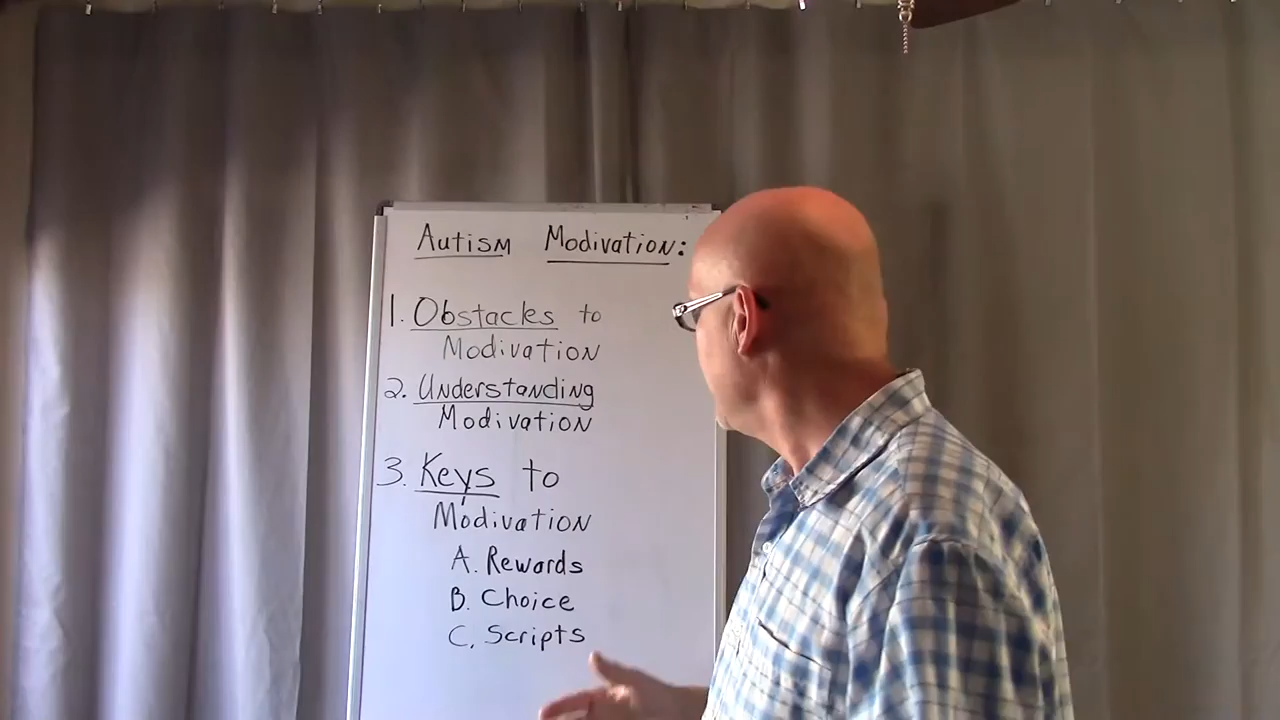 Autism Modivation:
1. Obstacles to
Modivation
2. Understanding
Modivation
3. Keys to
Modivation
A. Rewards
B. Choice
C. Scripts